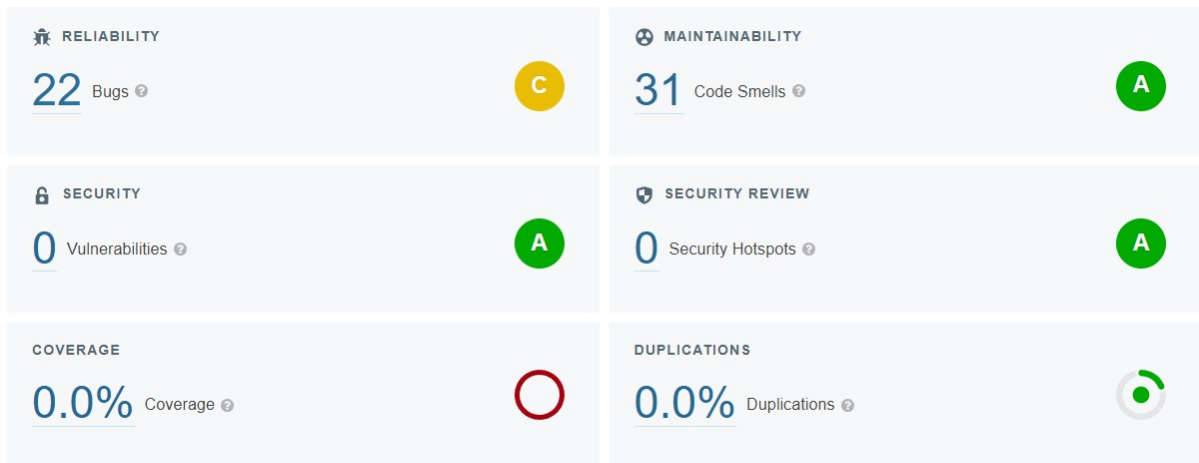 RELIABILITY
22 Bugs ?
C
MAINTAINABILITY
31 Code Smells ?
A
SECURITY
0 Vulnerabilities ?
A
SECURITY REVIEW
0 Security Hotspots ?
A
COVERAGE
0.0% Coverage ?
DUPLICATIONS
0.0% Duplications ?